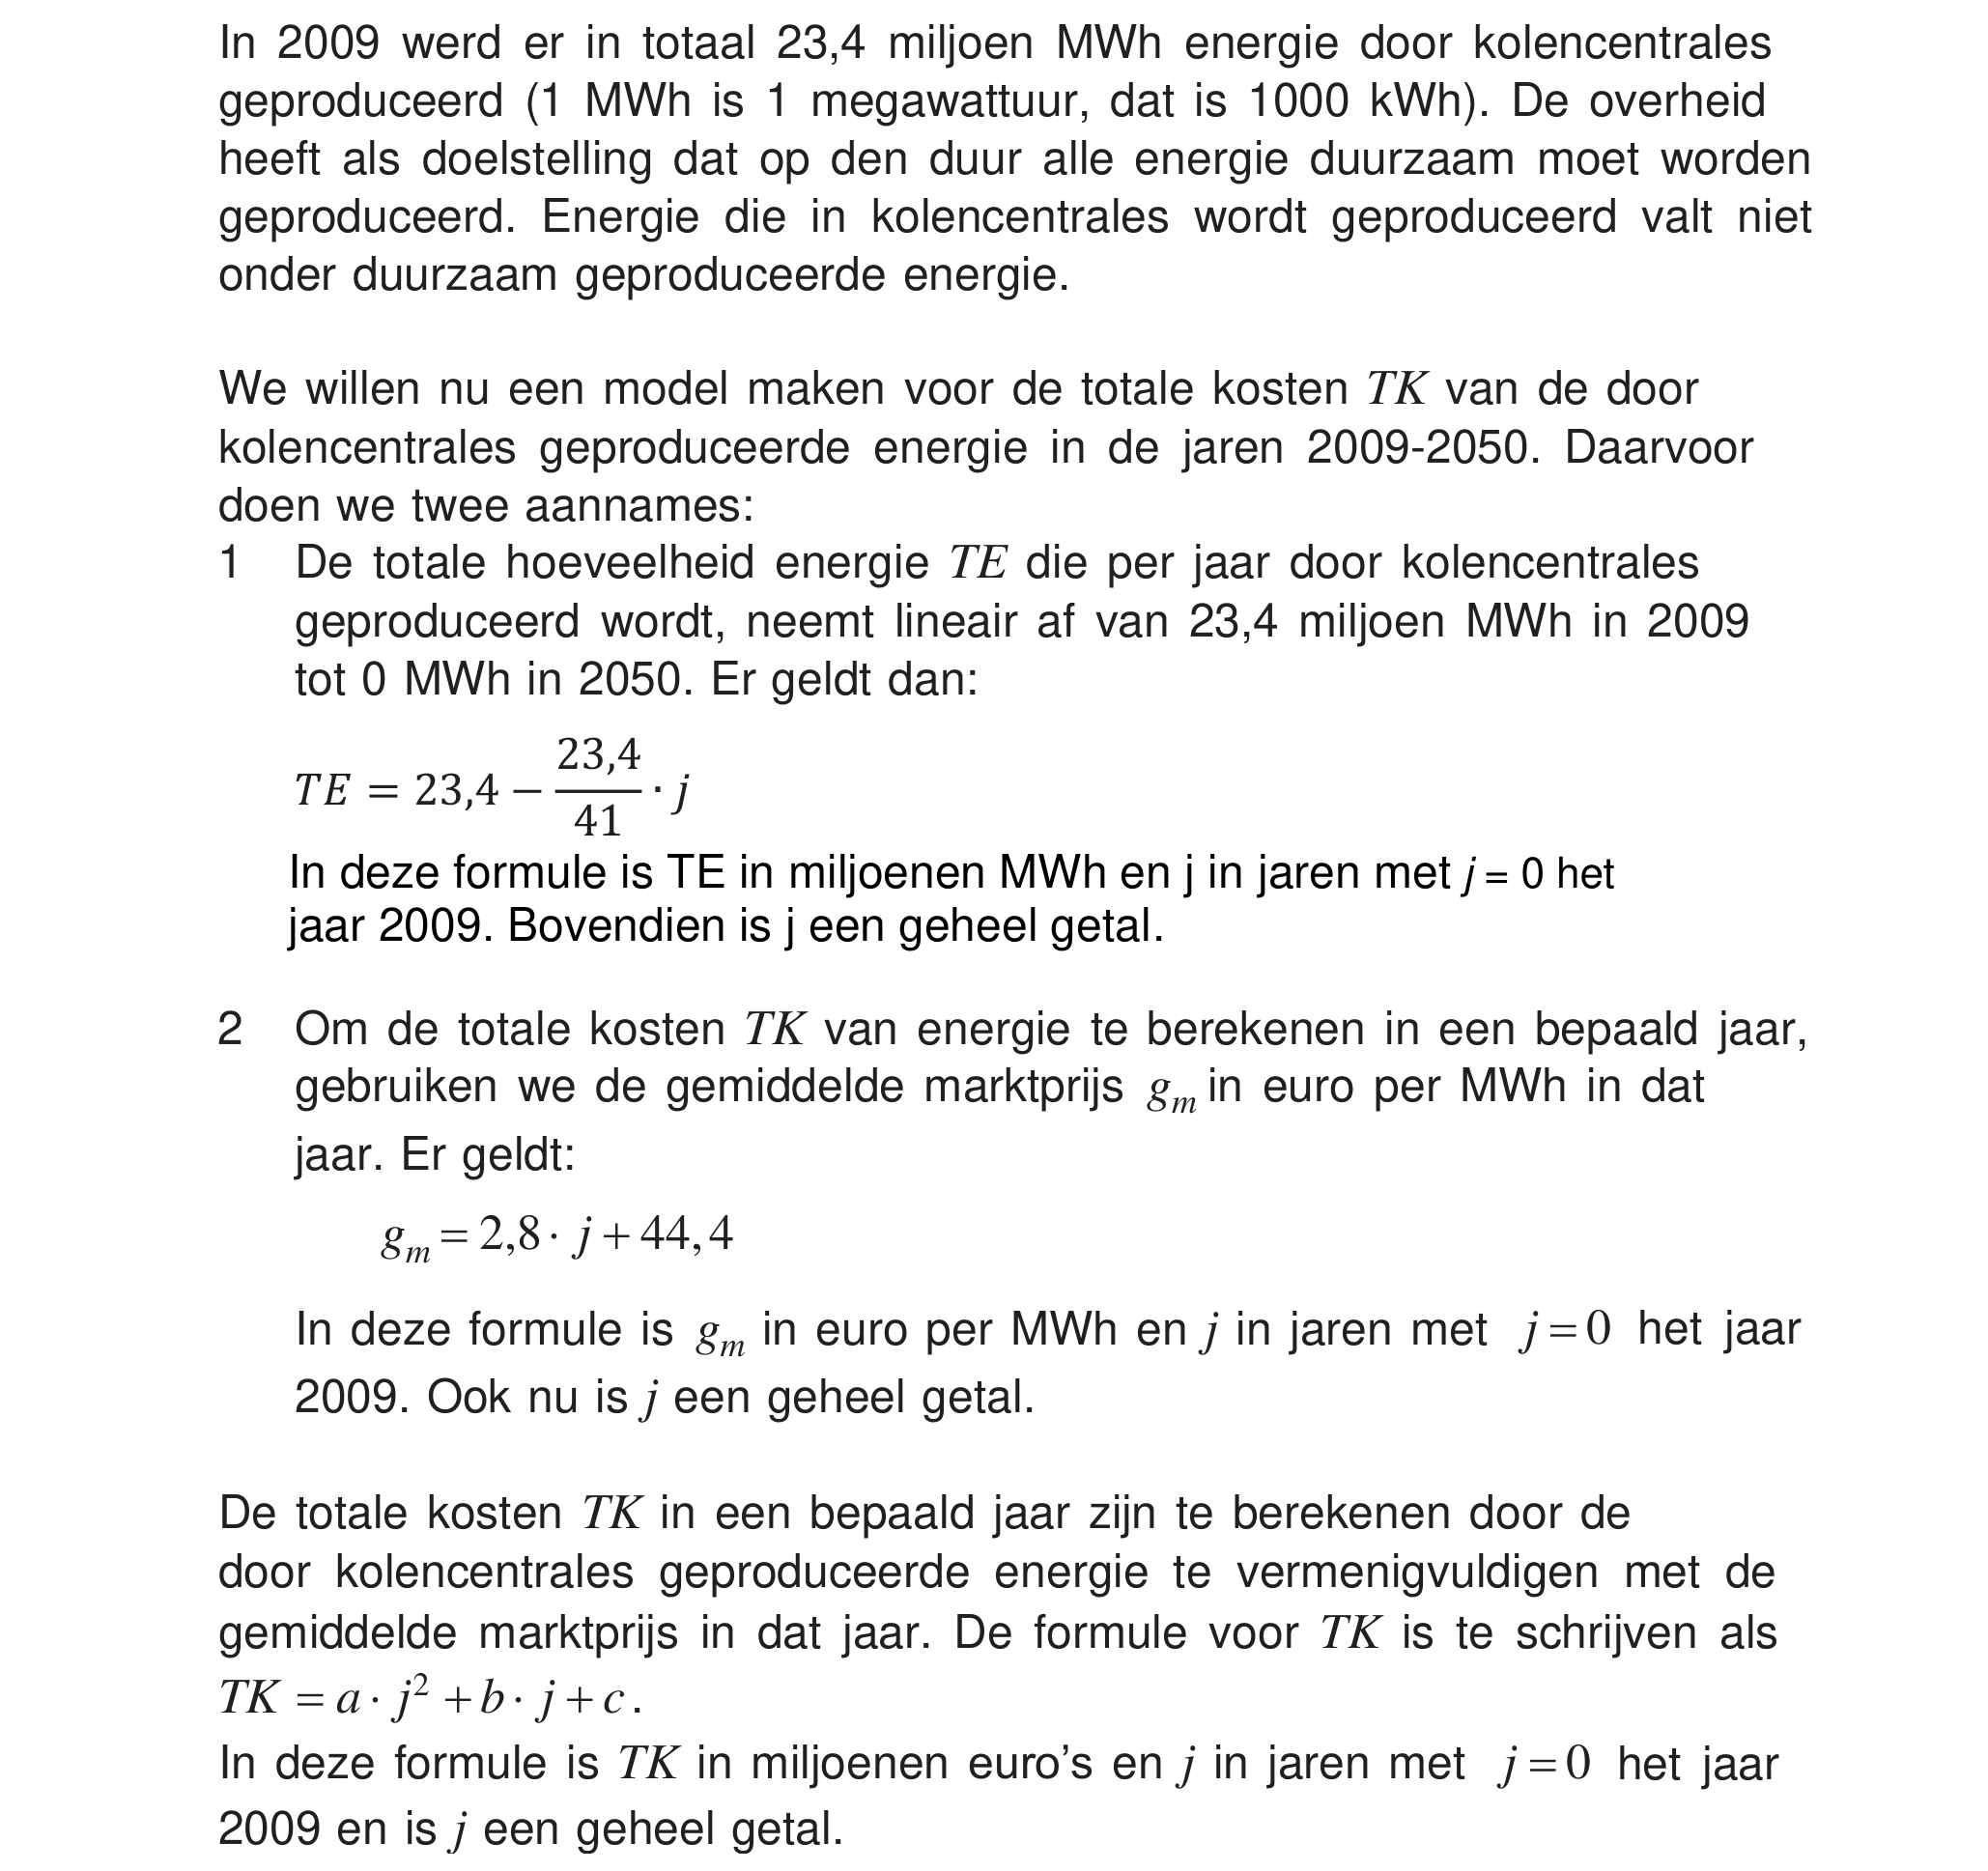 In 2009 werd er in totaal 23,4 miljoen MWh energie door kolencentrales
geproduceerd (1 MWh is 1 megawattuur, dat is 1000 kWh). De overheid
heeft als doelstelling dat op den duur alle energie duurzaam moet worden
geproduceerd. Energie die in kolencentrales wordt geproduceerd valt niet
onder duurzaam geproduceerde energie.
We willen nu een model maken voor de totale kosten TK van de door
kolencentrales geproduceerde energie in de jaren 2009-2050. Daarvoor
doen we twee aannames:
1 De totale hoeveelheid energie TE die per jaar door kolencentrales
geproduceerd wordt, neemt lineair af van 23,4 miljoen MWh in 2009
tot 0 MWh in 2050. Er geldt dan:
TE = 23,4 − 23,4/41 · j
In deze formule is TE in miljoenen MWh en j in jaren met j = 0 het
jaar 2009. Bovendien is j een geheel getal.
2 Om de totale kosten TK van energie te berekenen in een bepaald jaar,
gebruiken we de gemiddelde marktprijs gₘ in euro per MWh in dat
jaar. Er geldt:
gₘ = 2,8 · j + 44,4
In deze formule is gₘ in euro per MWh en j in jaren met j = 0 het jaar
2009. Ook nu is j een geheel getal.
De totale kosten TK in een bepaald jaar zijn te berekenen door de
door kolencentrales geproduceerde energie te vermenigvuldigen met de
gemiddelde marktprijs in dat jaar. De formule voor TK is te schrijven als
TK = a · j² + b · j + c.
In deze formule is TK in miljoenen euro’s en j in jaren met j = 0 het jaar
2009 en is j een geheel getal.